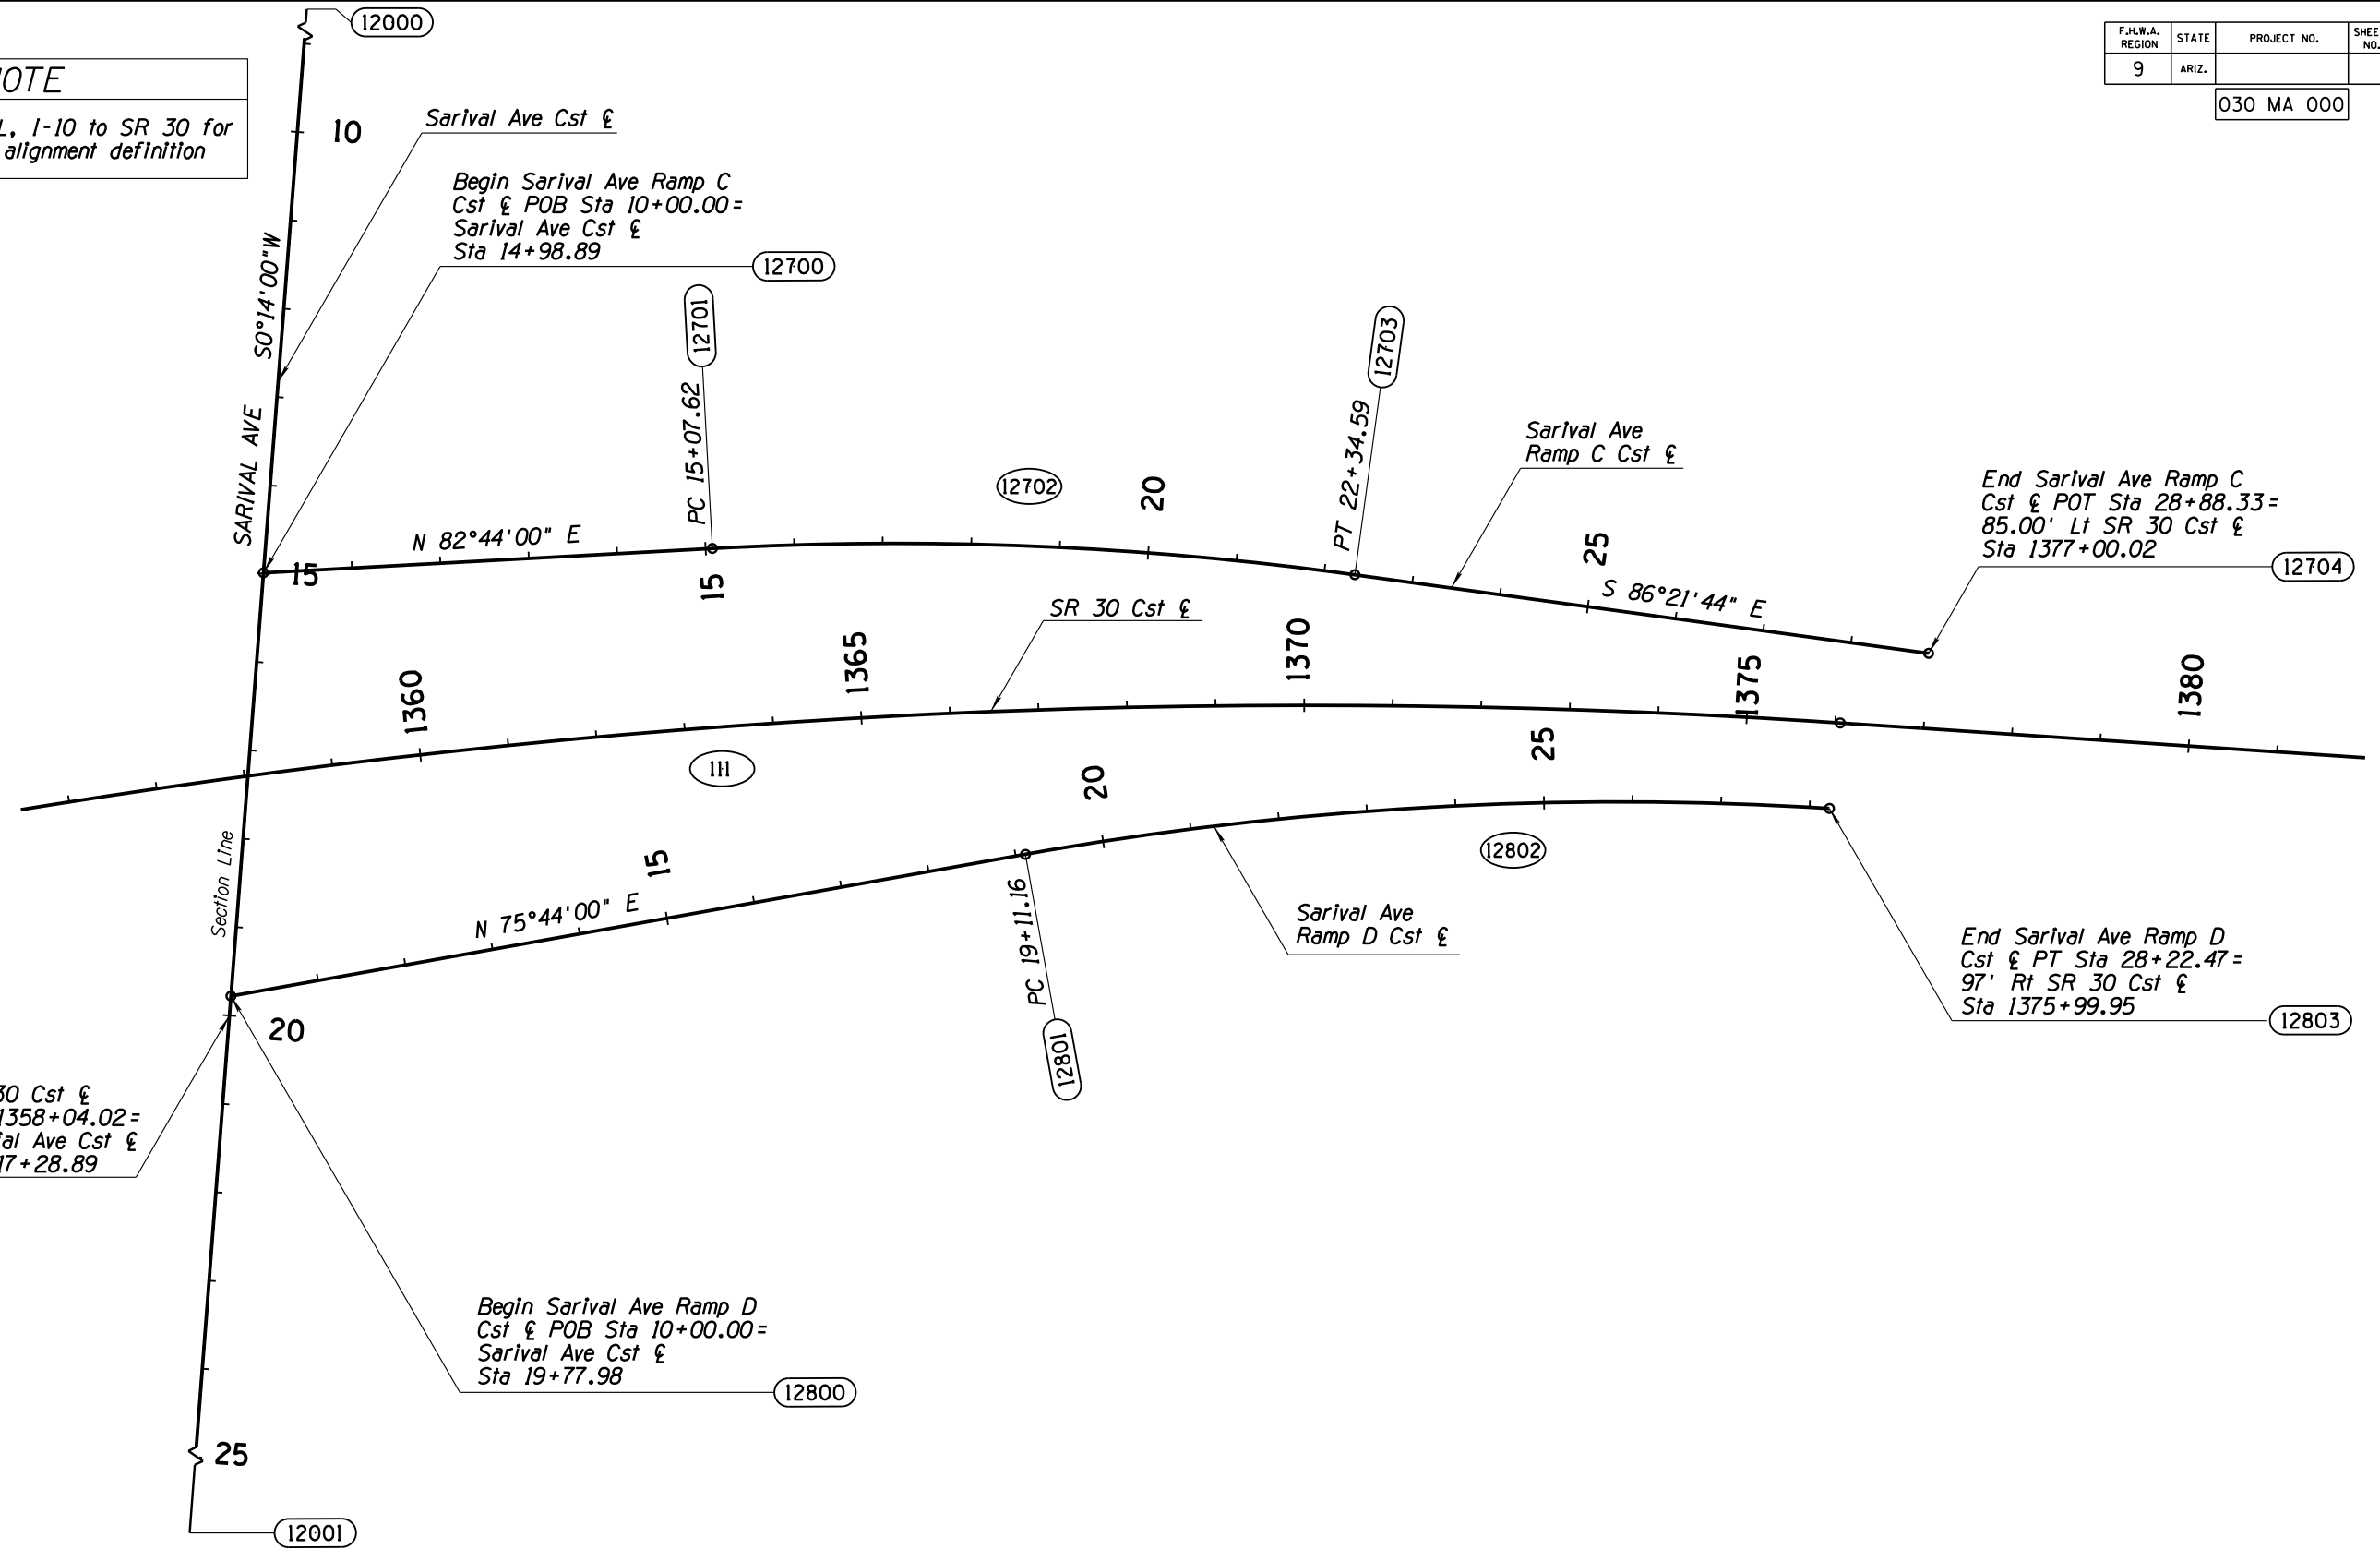 12000
F.H.W.A. REGION STATE PROJECT NO. SHEE NO.
9 ARIZ.
030 MA 000
OTE
L, I-10 to SR 30 for
alignment definition
10
Sarival Ave Cst ℄
Begin Sarival Ave Ramp C
Cst ℄ POB Sta 10+00.00=
Sarival Ave Cst ℄
Sta 14+98.89
12700
SARIVAL AVE S0°14'00"W
12701
PC 15+07.62
12703
PT 22+34.59
N 82°44'00" E
15
15
12702
20
Sarival Ave
Ramp C Cst ℄
25
S 86°21'44" E
End Sarival Ave Ramp C
Cst ℄ POT Sta 28+88.33=
85.00' Lt SR 30 Cst ℄
Sta 1377+00.02
12704
SR 30 Cst ℄
1360
1365
1370
1375
1380
111
Section Line
N 75°44'00" E
15
20
25
PC 19+11.16
12801
12802
Sarival Ave
Ramp D Cst ℄
End Sarival Ave Ramp D
Cst ℄ PT Sta 28+22.47=
97' Rt SR 30 Cst ℄
Sta 1375+99.95
12803
20
30 Cst ℄
1358+04.02=
al Ave Cst ℄
17+28.89
Begin Sarival Ave Ramp D
Cst ℄ POB Sta 10+00.00=
Sarival Ave Cst ℄
Sta 19+77.98
12800
25
12001